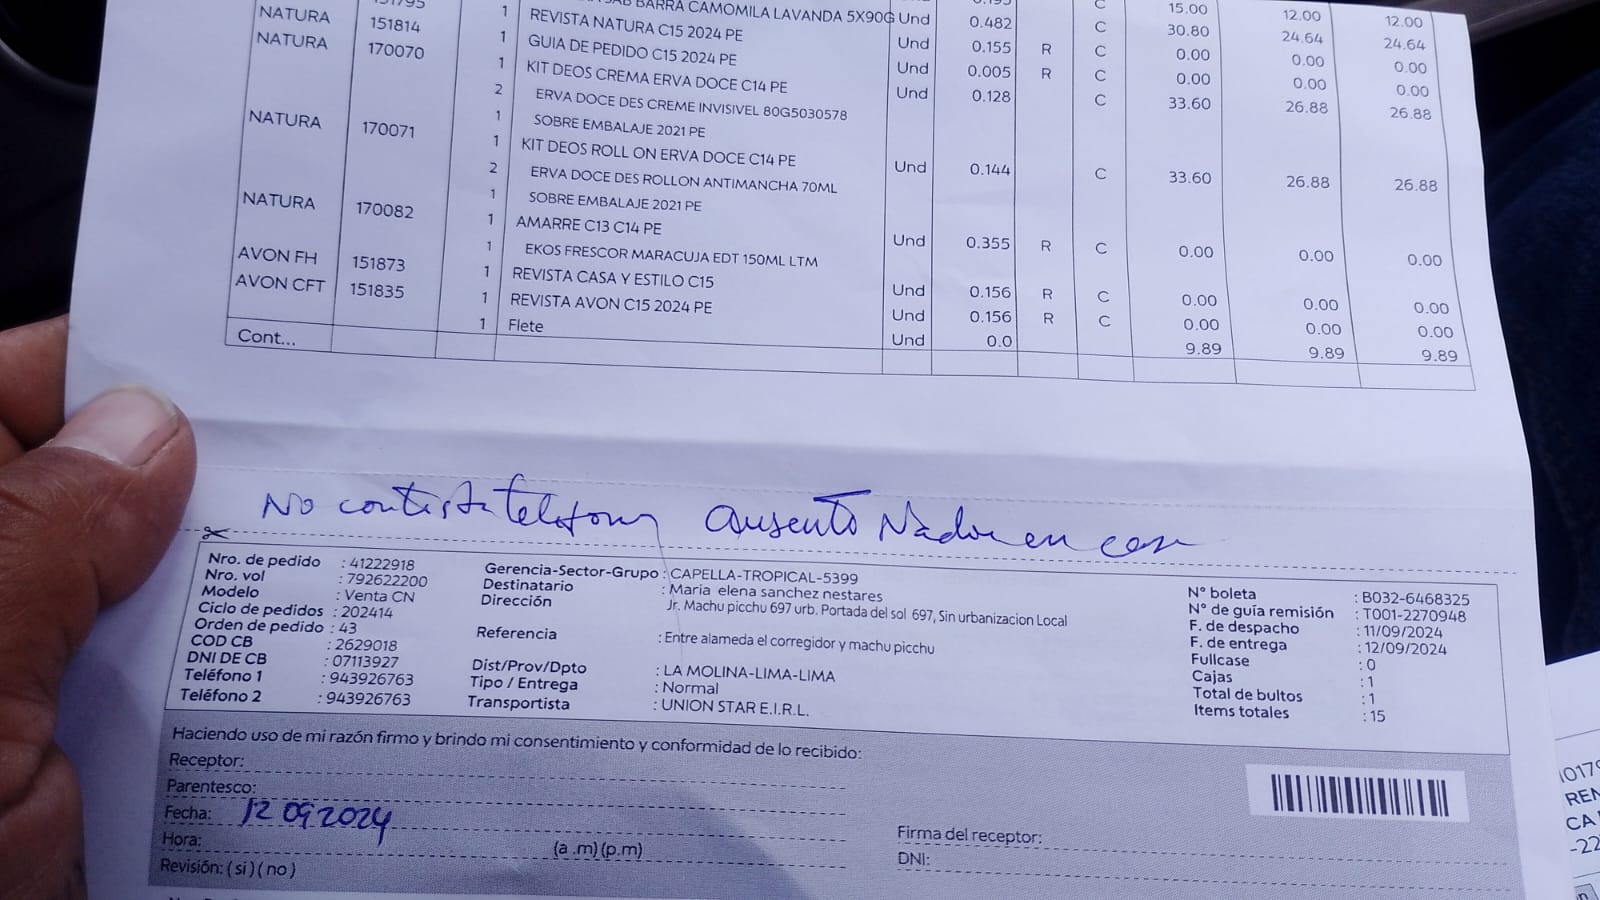 BARRA CAMOMILA LAVANDA 5X90G Und 0.195 C 15.00 12.00 12.00
NATURA 151814 1 REVISTA NATURA C15 2024 PE Und 0.482 C 30.80 24.64 24.64
NATURA 170070 1 GUIA DE PEDIDO C15 2024 PE Und 0.155 R C 0.00 0.00 0.00
1 KIT DEOS CREMA ERVA DOCE C14 PE Und 0.005 R C 0.00 0.00 0.00
2 ERVA DOCE DES CREME INVISIVEL 80G5030578 Und 0.128 C 33.60 26.88 26.88
1 SOBRE EMBALAJE 2021 PE
NATURA 170071 1 KIT DEOS ROLL ON ERVA DOCE C14 PE Und 0.144 C 33.60 26.88 26.88
2 ERVA DOCE DES ROLLON ANTIMANCHA 70ML
1 SOBRE EMBALAJE 2021 PE
NATURA 170082 1 AMARRE C13 C14 PE Und 0.355 R C 0.00 0.00 0.00
1 EKOS FRESCOR MARACUJA EDT 150ML LTM
AVON FH 151873 1 REVISTA CASA Y ESTILO C15 Und 0.156 R C 0.00 0.00 0.00
AVON CFT 151835 1 REVISTA AVON C15 2024 PE Und 0.156 R C 0.00 0.00 0.00
1 Flete Und 0.0 9.89 9.89 9.89
Cont...
No contista telefono ausento Nadie en casa
Nro. de pedido : 41222918
Nro. vol : 792622200
Modelo : Venta CN
Ciclo de pedidos : 202414
Orden de pedido : 43
COD CB : 2629018
DNI DE CB : 07113927
Teléfono 1 : 943926763
Teléfono 2 : 943926763
Gerencia-Sector-Grupo : CAPELLA-TROPICAL-5399
Destinatario : Maria elena sanchez nestares
Dirección Jr. Machu picchu 697 urb. Portada del sol 697, Sin urbanizacion Local
Referencia : Entre alameda el corregidor y machu picchu
Dist/Prov/Dpto : LA MOLINA-LIMA-LIMA
Tipo / Entrega : Normal
Transportista : UNION STAR E.I.R.L.
N° boleta : B032-6468325
N° de guía remisión : T001-2270948
F. de despacho : 11/09/2024
F. de entrega : 12/09/2024
Fullcase : 0
Cajas : 1
Total de bultos : 1
Items totales : 15
Haciendo uso de mi razón firmo y brindo mi consentimiento y conformidad de lo recibido:
Receptor:
Parentesco:
Fecha: 12 09 2024
Hora: (a .m) (p.m)
Revisión: ( si ) ( no )
Firma del receptor:
DNI: